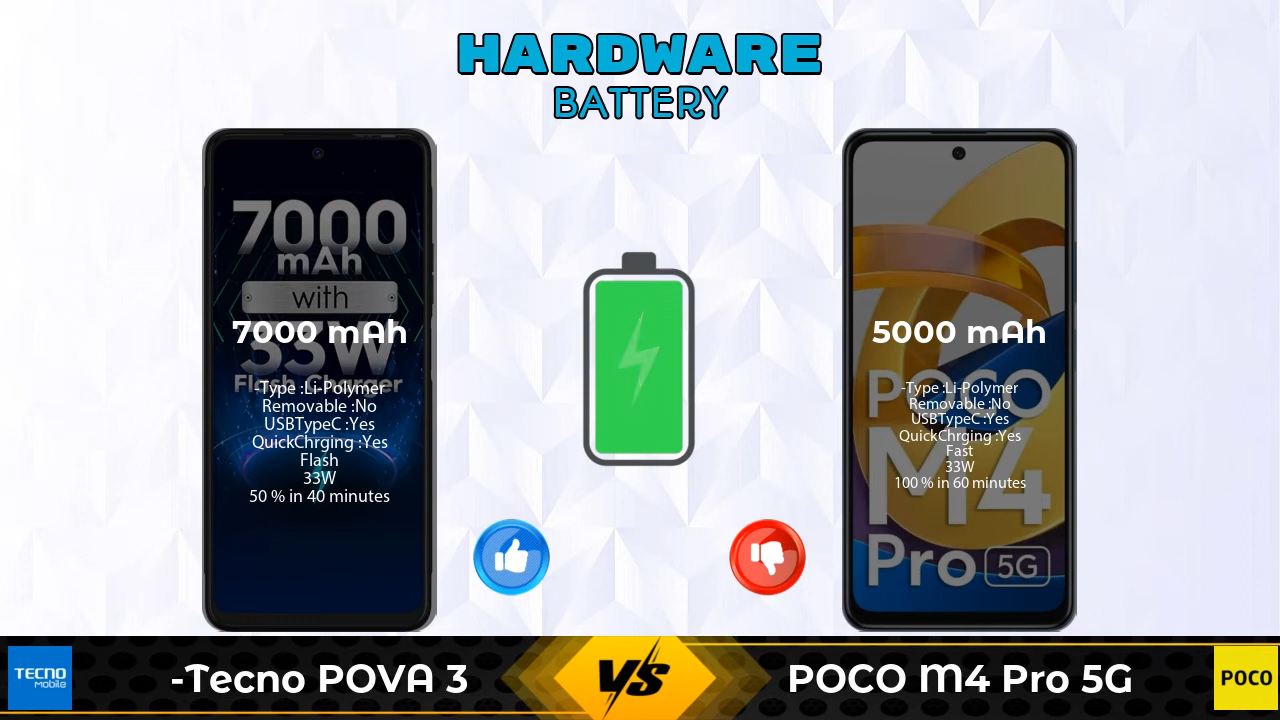 HARDWARE
BATTERY
7000
mAh
with
7000 mAh
33W
Flash Charger
-Type :Li-Polymer
Removable :No
USBTypeC :Yes
QuickChrging :Yes
Flash
33W
50 % in 40 minutes
5000 mAh
-Type :Li-Polymer
Removable :No
USBTypeC :Yes
QuickChrging :Yes
Fast
33W
100 % in 60 minutes
POCO
M4
Pro 5G
TECNO
mobile
-Tecno POVA 3
VS
POCO M4 Pro 5G
POCO